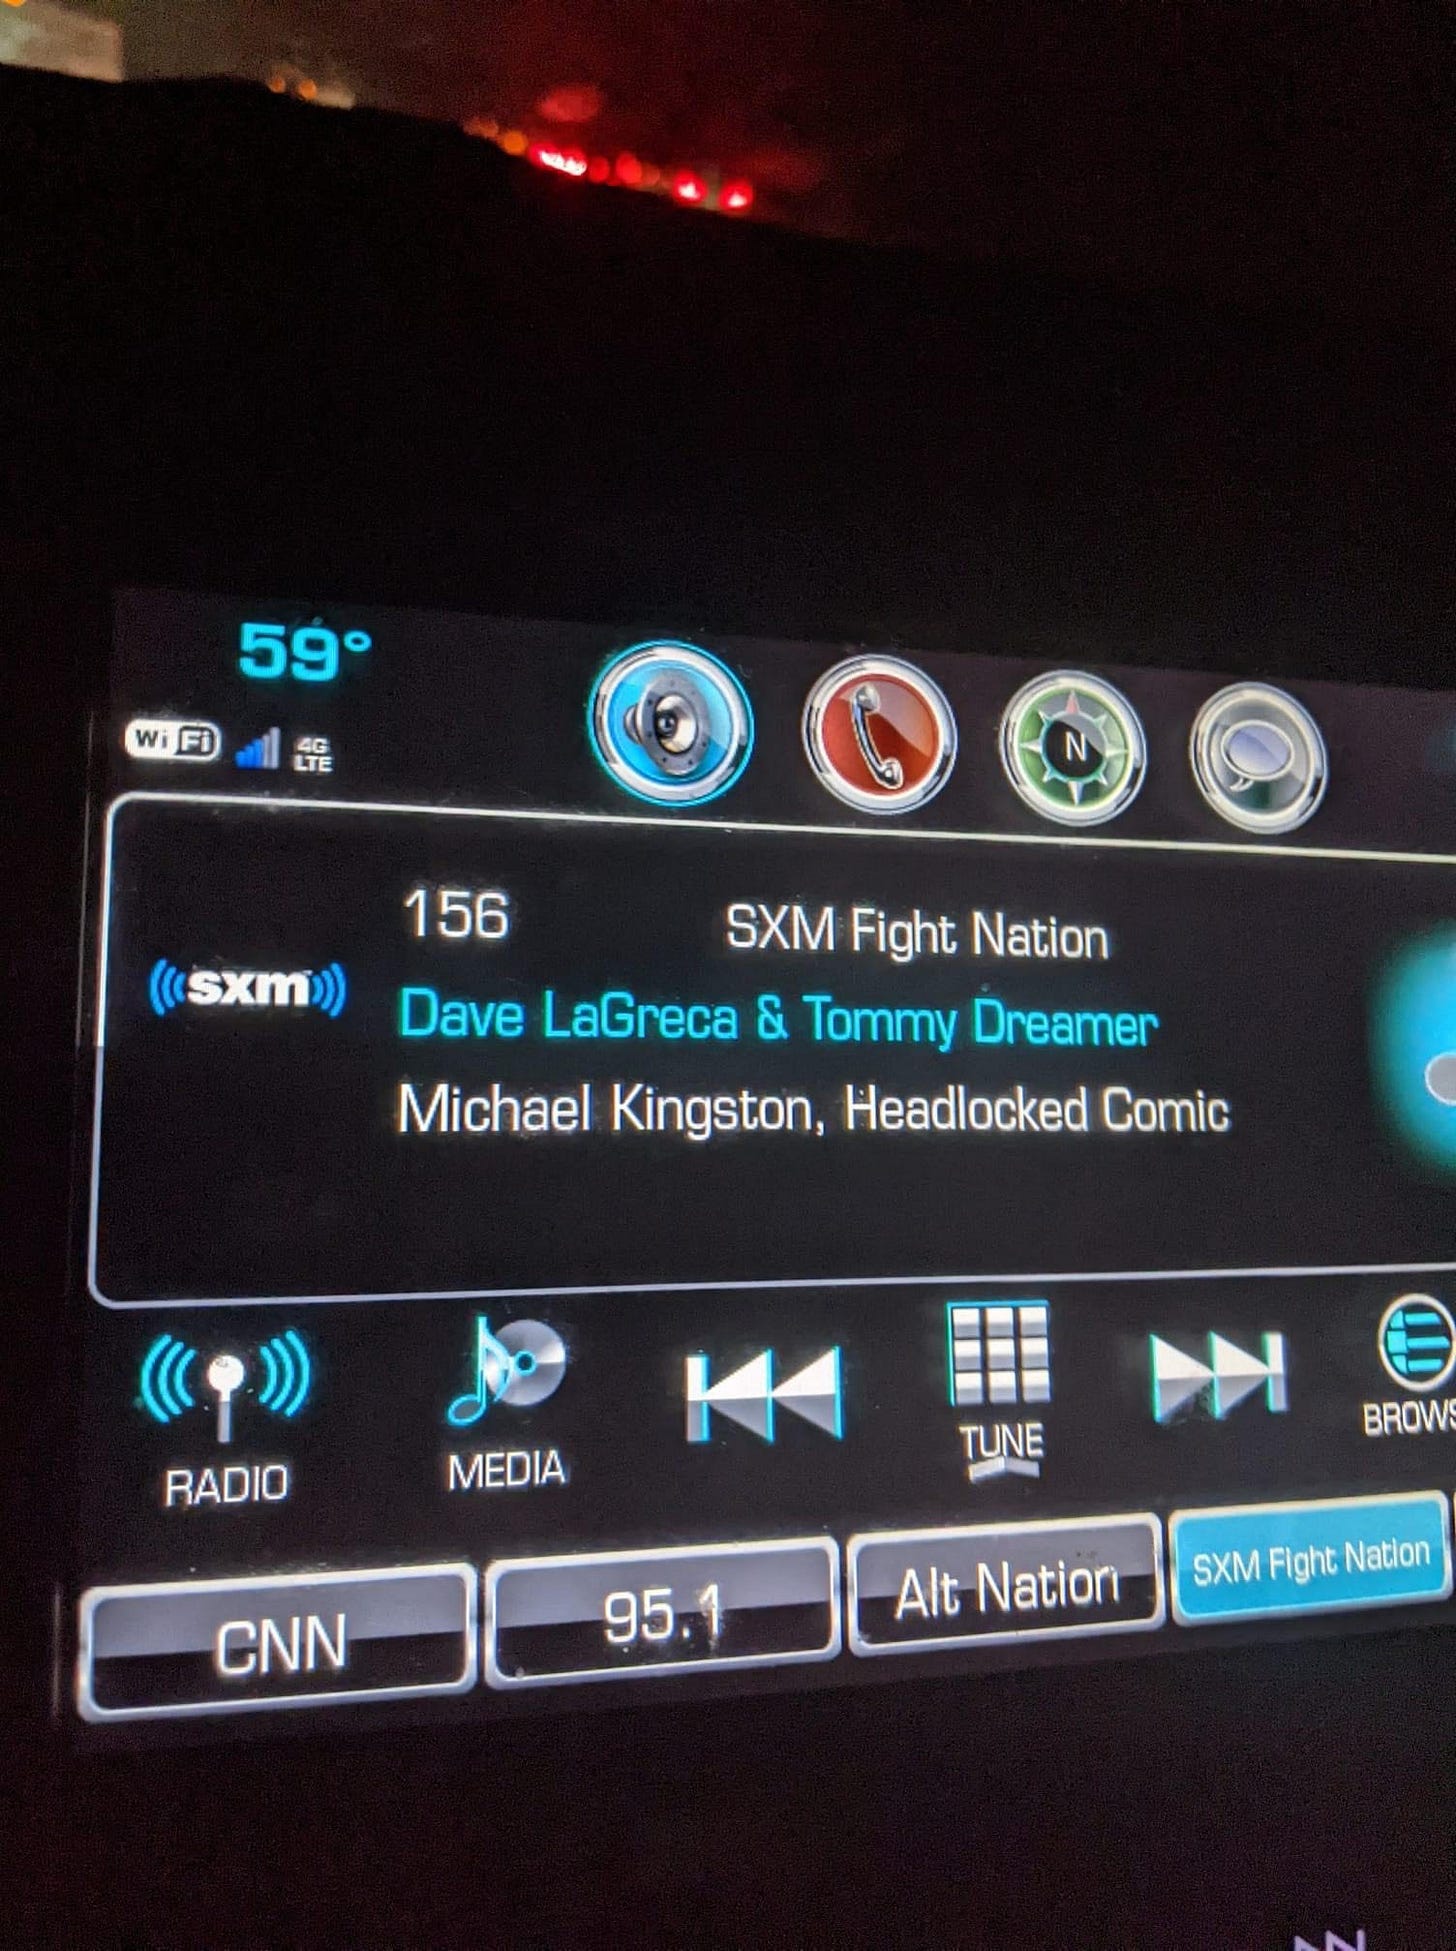 59°
WiFi
4G
LTE
N
156 SXM Fight Nation
sxm
Dave LaGreca & Tommy Dreamer
Michael Kingston, Headlocked Comic
RADIO
MEDIA
TUNE
BROWS
CNN
95.1
Alt Nation
SXM Fight Nation